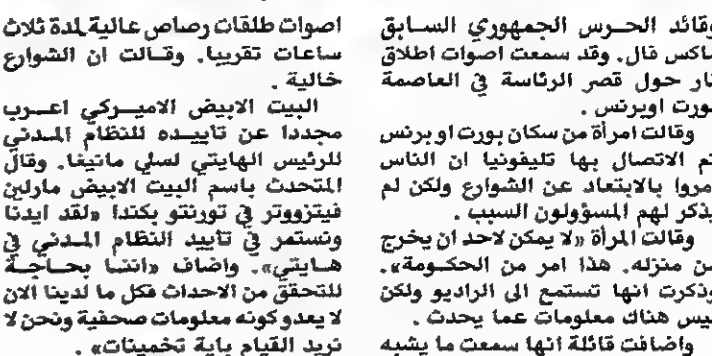 وقائد الحرس الجمهوري السابق
ماكس قال. وقد سمعت اصوات اطلاق
نار حول قصر الرئاسة في العاصمة
بورت اوبرنس .
وقالت امرأة من سكان بورت او برنس
تم الاتصال بها تليفونيا ان الناس
امروا بالابتعاد عن الشوارع ولكن لم
يذكر لهم المسؤولون السبب .
وقالت المرأة «لا يمكن لاحد ان يخرج
من منزله. هذا امر من الحكومة».
وذكرت انها تستمع الى الراديو ولكن
ليس هناك معلومات عما يحدث .
واضافت قائلة انها سمعت ما يشبه
اصوات طلقات رصاص عالية لمدة ثلاث
ساعات تقريبا. وقالت ان الشوارع
خالية .
البيت الابيض الاميركي اعرب
مجددا عن تأييده للنظام المدني
للرئيس الهايتي لسلي مانيغا. وقال
المتحدث باسم البيت الابيض مارلين
فيتزووتر في تورنتو بكندا «لقد ايدنا
ونستمر في تأييد النظام المدني في
هايتي». واضاف «اننا بحاجة
للتحقق من الاحداث فكل ما لدينا الان
لا يعدو كونه معلومات صحفية ونحن لا
نريد القيام باية تخمينات» .